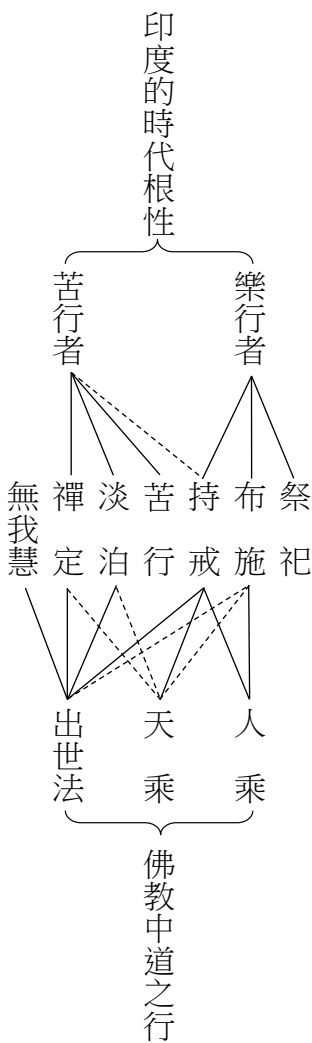 印度的時代根性
樂行者
苦行者
祭祀
布施
持戒
苦行
淡泊
禪定
無我慧
人乘
天乘
出世法
佛教中道之行